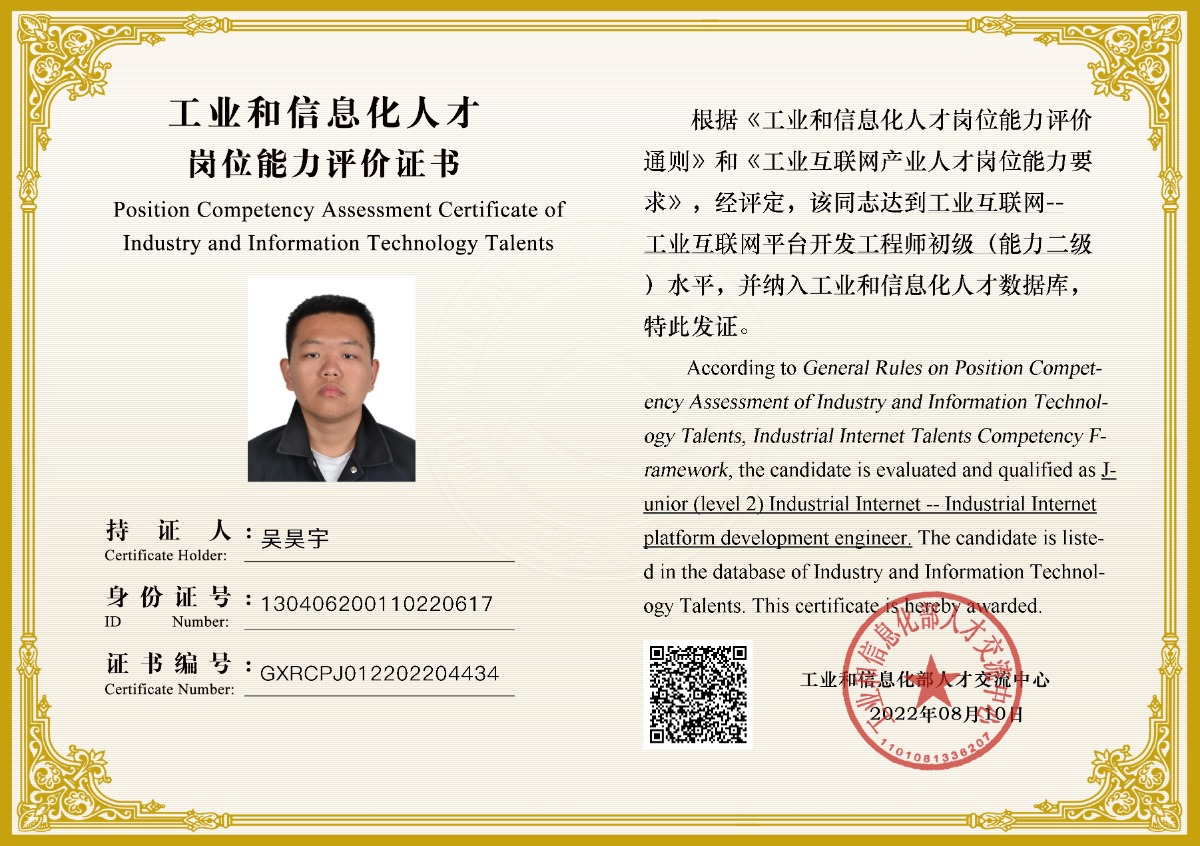 工业和信息化人才
岗位能力评价证书
Position Competency Assessment Certificate of
Industry and Information Technology Talents
持证人：吴昊宇
Certificate Holder:
身份证号：130406200110220617
ID Number:
证书编号：GXRCPJ012202204434
Certificate Number:
根据《工业和信息化人才岗位能力评价
通则》和《工业互联网产业人才岗位能力要
求》，经评定，该同志达到工业互联网--
工业互联网平台开发工程师初级（能力二级
）水平，并纳入工业和信息化人才数据库，
特此发证。
According to General Rules on Position Compet-
ency Assessment of Industry and Information Technol-
ogy Talents, Industrial Internet Talents Competency F-
ramework, the candidate is evaluated and qualified as J-
unior (level 2) Industrial Internet -- Industrial Internet
platform development engineer. The candidate is liste-
d in the database of Industry and Information Technol-
ogy Talents. This certificate is hereby awarded.
工业和信息化部人才交流中心
2022年08月10日
工业和信息化部人才交流中心
1101081336207